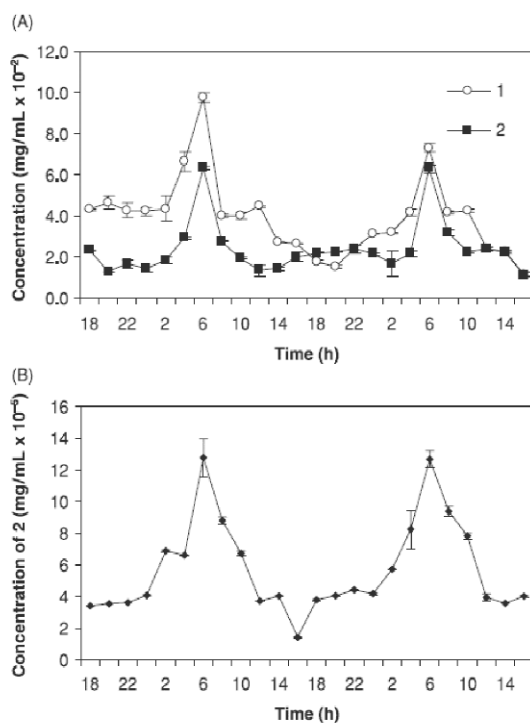 (A)
Concentration (mg/mL x 10⁻²)
12.0
10.0
8.0
6.0
4.0
2.0
0.0
1
2
18 22 2 6 10 14 18 22 2 6 10 14
Time (h)
(B)
Concentration of 2 (mg/mL x 10⁻⁵)
16
14
12
10
8
6
4
2
0
18 22 2 6 10 14 18 22 2 6 10 14
Time (h)